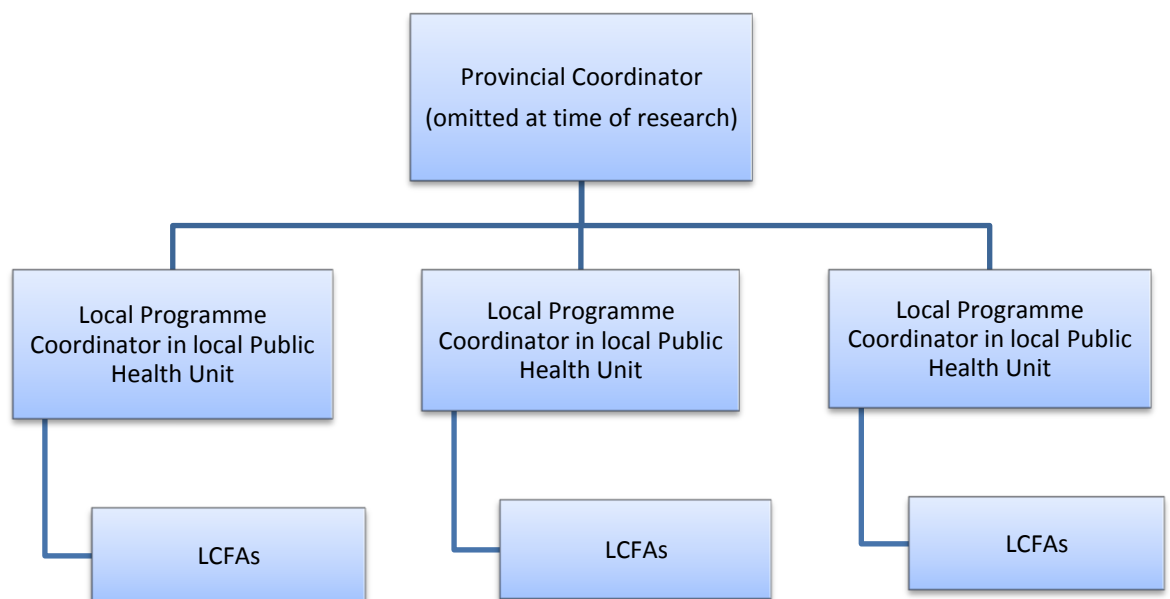 Provincial Coordinator
(omitted at time of research)
Local Programme
Coordinator in local Public
Health Unit
Local Programme
Coordinator in local Public
Health Unit
Local Programme
Coordinator in local Public
Health Unit
LCFAs
LCFAs
LCFAs